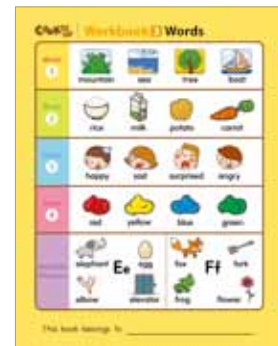 Workbook Words
mountain sea tree boat
rice milk potato carrot
happy sad surprised angry
red yellow blue green
elephant egg fox fork
Ee Ff
elbow elevator frog flower
This book belongs to